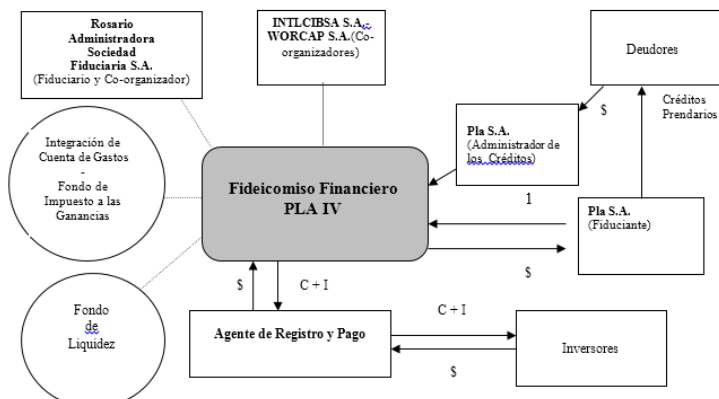 Rosario
Administradora
Sociedad
Fiduciaria S.A.
(Fiduciario y Co-organizador)
INTLCIBSA S.A.-
WORCAP S.A.(Co-
organizadores)
Deudores
Créditos
Prendarios
$
Pla S.A.
(Administrador de
los Créditos)
Integración de
Cuenta de Gastos
-
Fondo de
Impuesto a las
Ganancias
Fideicomiso Financiero
PLA IV
1
Pla S.A.
(Fiduciante)
$
$
C + I
Fondo
de
Liquidez
Agente de Registro y Pago
C + I
$
Inversores